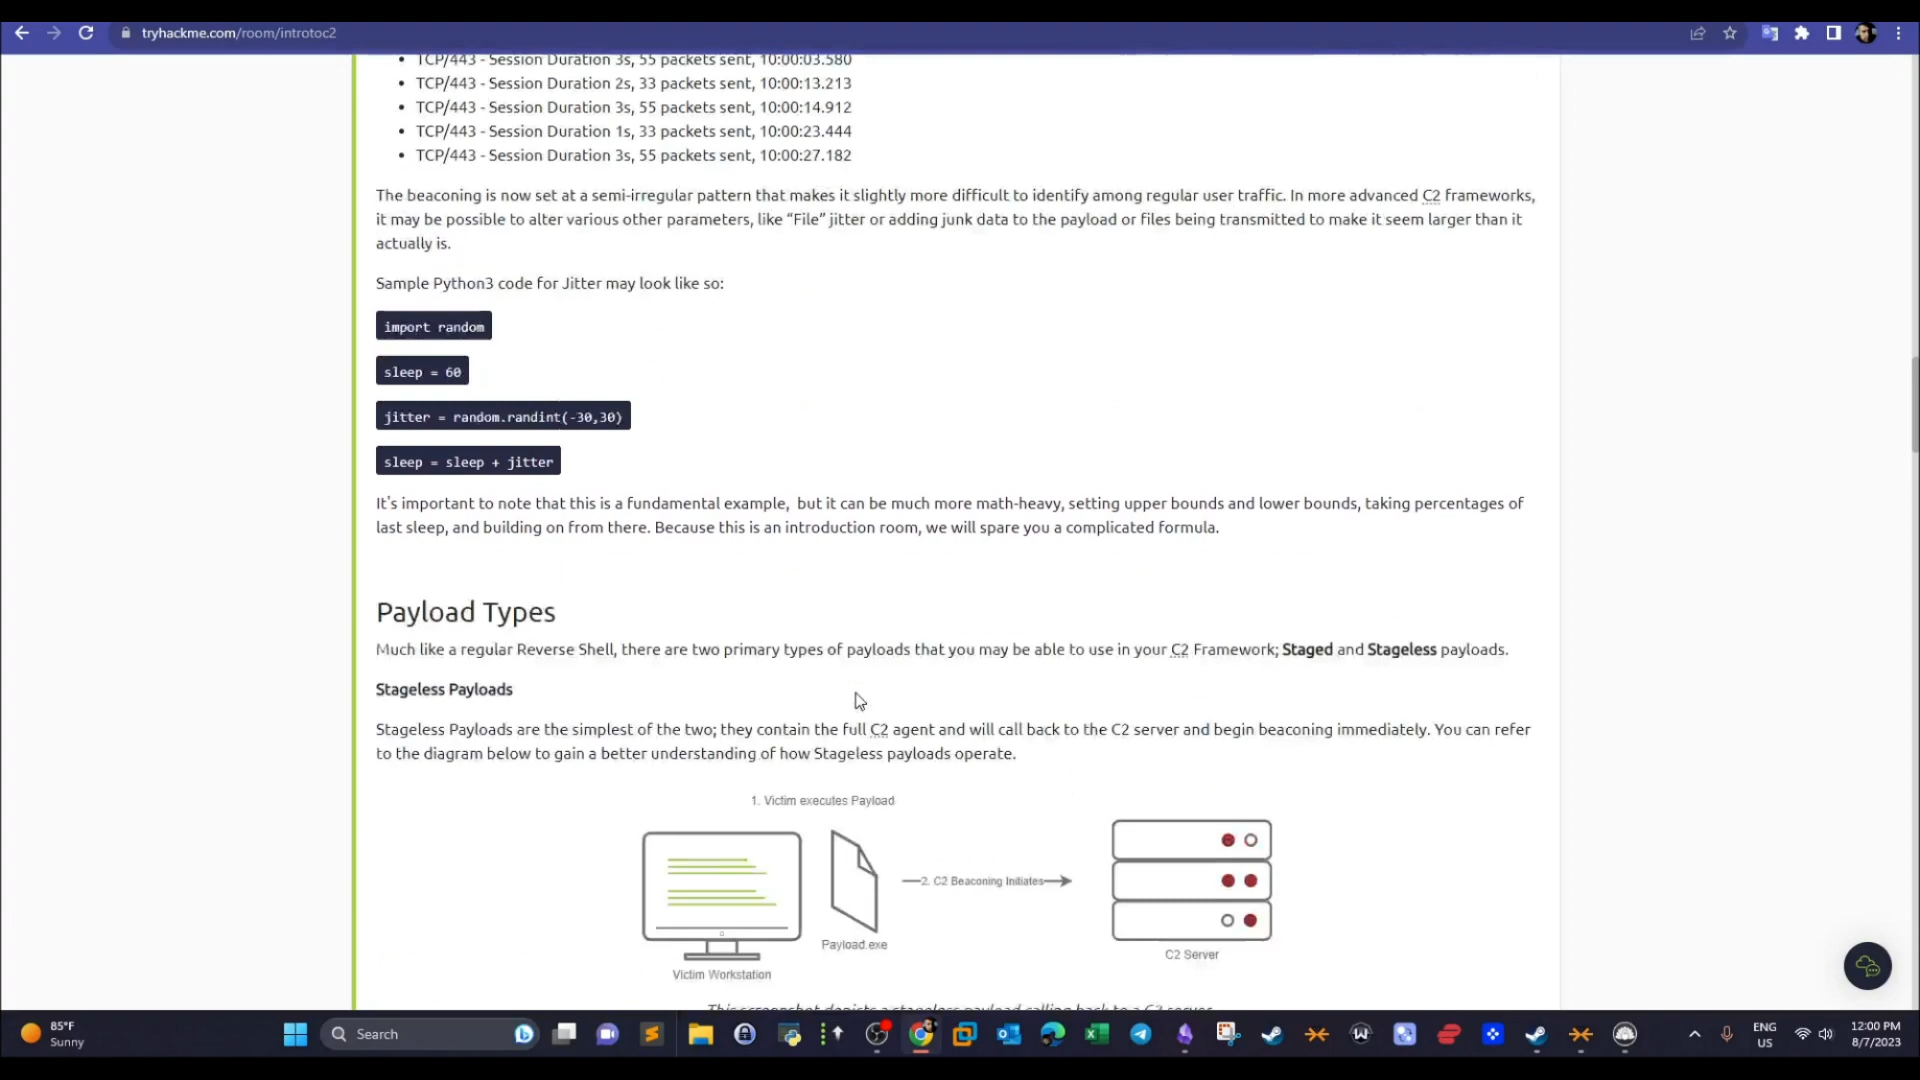 tryhackme.com/room/introtoc2
• TCP/443 - Session Duration 3s, 55 packets sent, 10:00:03.580
• TCP/443 - Session Duration 2s, 33 packets sent, 10:00:13.213
• TCP/443 - Session Duration 3s, 55 packets sent, 10:00:14.912
• TCP/443 - Session Duration 1s, 33 packets sent, 10:00:23.444
• TCP/443 - Session Duration 3s, 55 packets sent, 10:00:27.182
The beaconing is now set at a semi-irregular pattern that makes it slightly more difficult to identify among regular user traffic. In more advanced C2 frameworks,
it may be possible to alter various other parameters, like “File” jitter or adding junk data to the payload or files being transmitted to make it seem larger than it
actually is.
Sample Python3 code for Jitter may look like so:
import random
sleep = 60
jitter = random.randint(-30,30)
sleep = sleep + jitter
It's important to note that this is a fundamental example, but it can be much more math-heavy, setting upper bounds and lower bounds, taking percentages of
last sleep, and building on from there. Because this is an introduction room, we will spare you a complicated formula.
Payload Types
Much like a regular Reverse Shell, there are two primary types of payloads that you may be able to use in your C2 Framework; Staged and Stageless payloads.
Stageless Payloads
Stageless Payloads are the simplest of the two; they contain the full C2 agent and will call back to the C2 server and begin beaconing immediately. You can refer
to the diagram below to gain a better understanding of how Stageless payloads operate.
1. Victim executes Payload
2. C2 Beaconing Initiates
Payload.exe
C2 Server
Victim Workstation
This screenshot depicts a stageless payload calling back to a C2 server
85°F
Sunny
Search
ENG
US
12:00 PM
8/7/2023